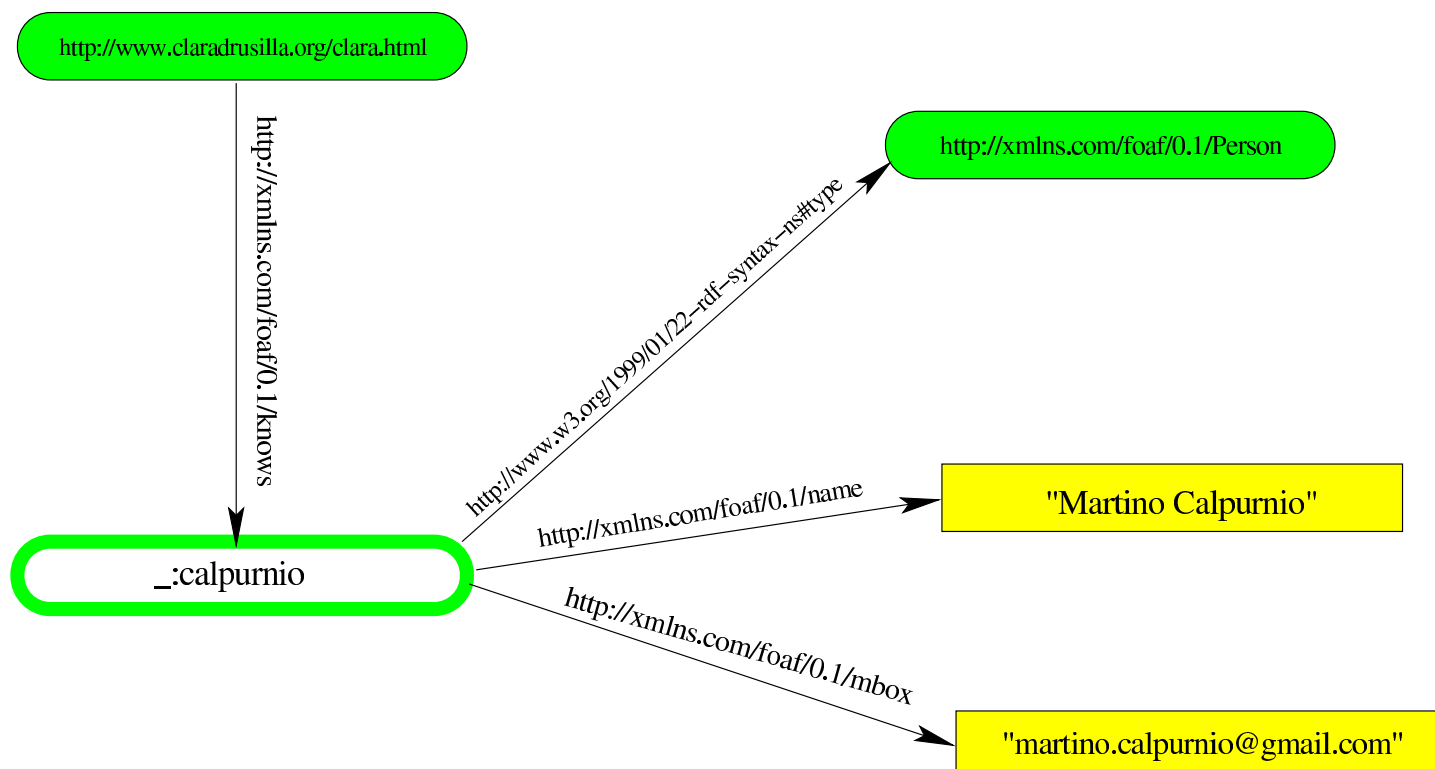 http://www.claradrusilla.org/clara.html
http://xmlns.com/foaf/0.1/knows
http://xmlns.com/foaf/0.1/Person
http://www.w3.org/1999/01/22-rdf-syntax-ns#type
http://xmlns.com/foaf/0.1/name
"Martino Calpurnio"
_:calpurnio
http://xmlns.com/foaf/0.1/mbox
"martino.calpurnio@gmail.com"